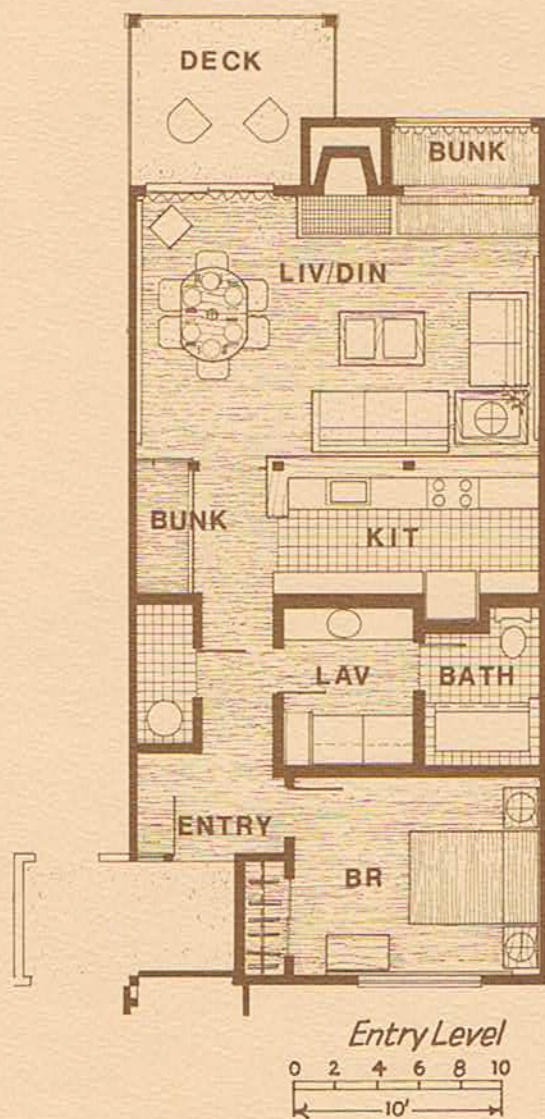 DECK
BUNK
LIV/DIN
BUNK
KIT
LAV
BATH
ENTRY
BR
Entry Level
0 2 4 6 8 10
10'